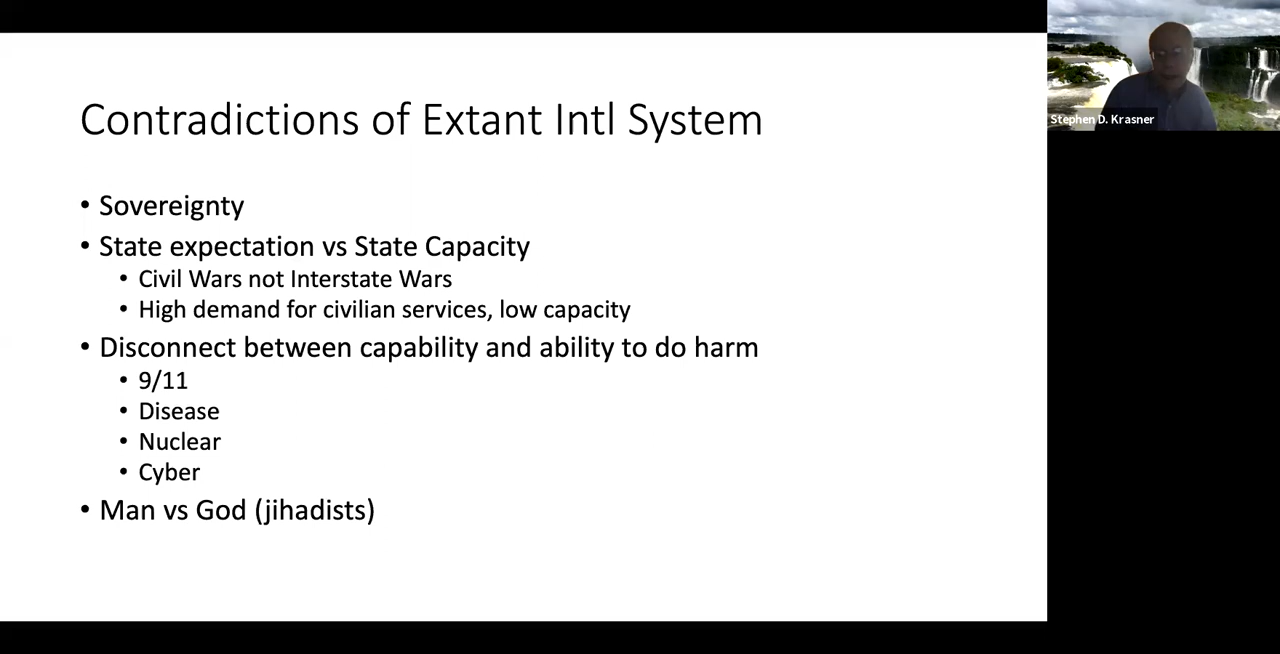 Contradictions of Extant Intl System
• Sovereignty
• State expectation vs State Capacity
• Civil Wars not Interstate Wars
• High demand for civilian services, low capacity
• Disconnect between capability and ability to do harm
• 9/11
• Disease
• Nuclear
• Cyber
• Man vs God (jihadists)
Stephen D. Krasner